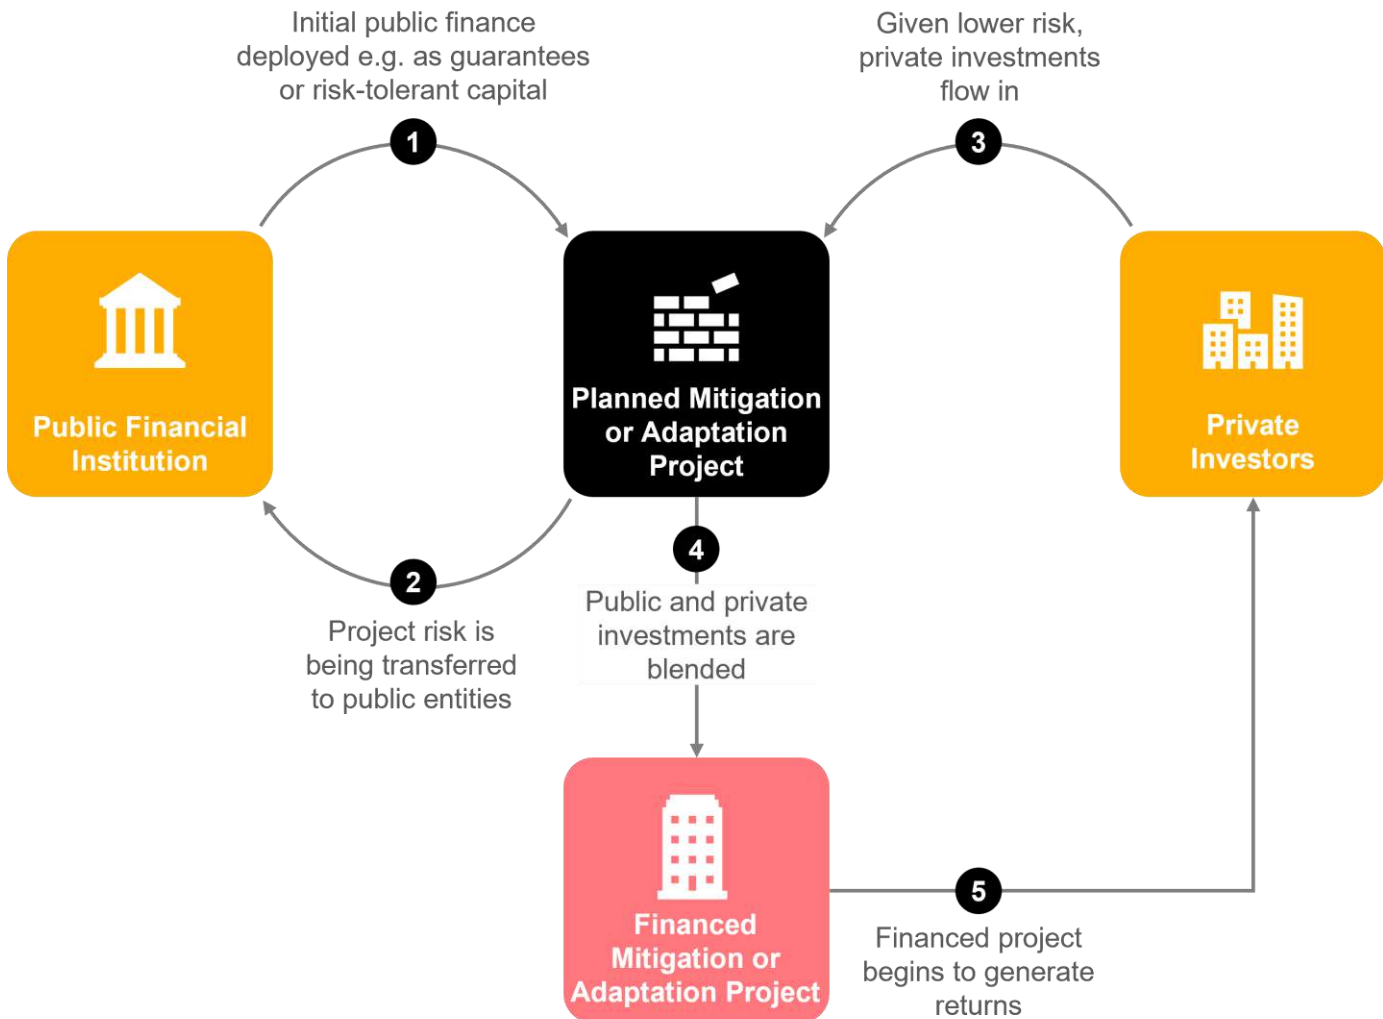 Initial public finance
deployed e.g. as guarantees
or risk-tolerant capital
1
Given lower risk,
private investments
flow in
3
Public Financial
Institution
Planned Mitigation
or Adaptation
Project
Private
Investors
2
Project risk is
being transferred
to public entities
4
Public and private
investments are
blended
Financed
Mitigation or
Adaptation Project
5
Financed project
begins to generate
returns